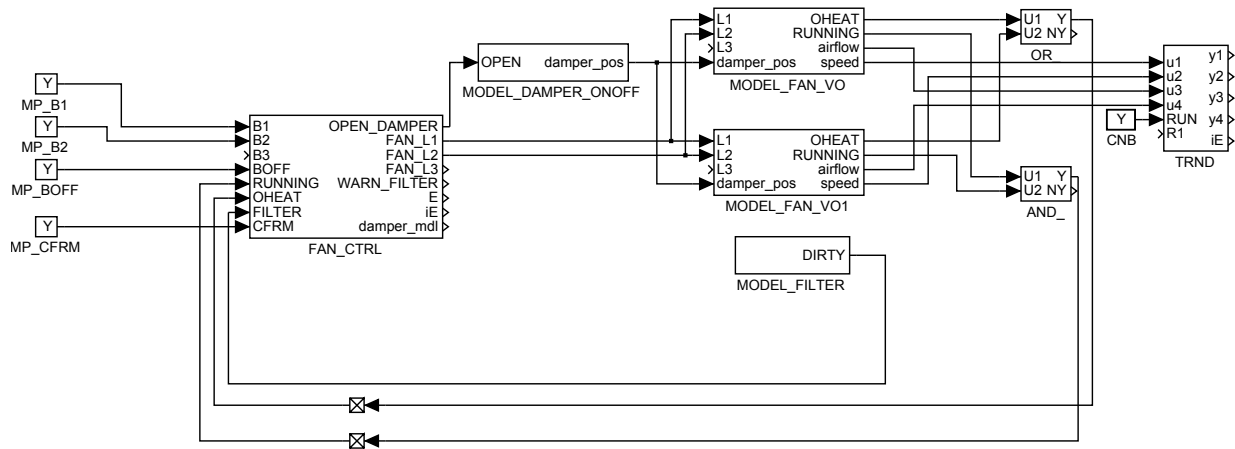 Y
MP_B1
Y
MP_B2
Y
MP_BOFF
Y
MP_CFRM
B1 OPEN_DAMPER
B2 FAN_L1
B3 FAN_L2
BOFF FAN_L3
RUNNING WARN_FILTER
OHEAT E
FILTER iE
CFRM damper_mdl
FAN_CTRL
OPEN damper_pos
MODEL_DAMPER_ONOFF
L1 OHEAT
L2 RUNNING
L3 airflow
damper_pos speed
MODEL_FAN_VO
L1 OHEAT
L2 RUNNING
L3 airflow
damper_pos speed
MODEL_FAN_VO1
DIRTY
MODEL_FILTER
U1 Y
U2 NY
OR_
U1 Y
U2 NY
AND_
Y
CNB
u1 y1
u2 y2
u3 y3
u4
RUN y4
R1 iE
TRND